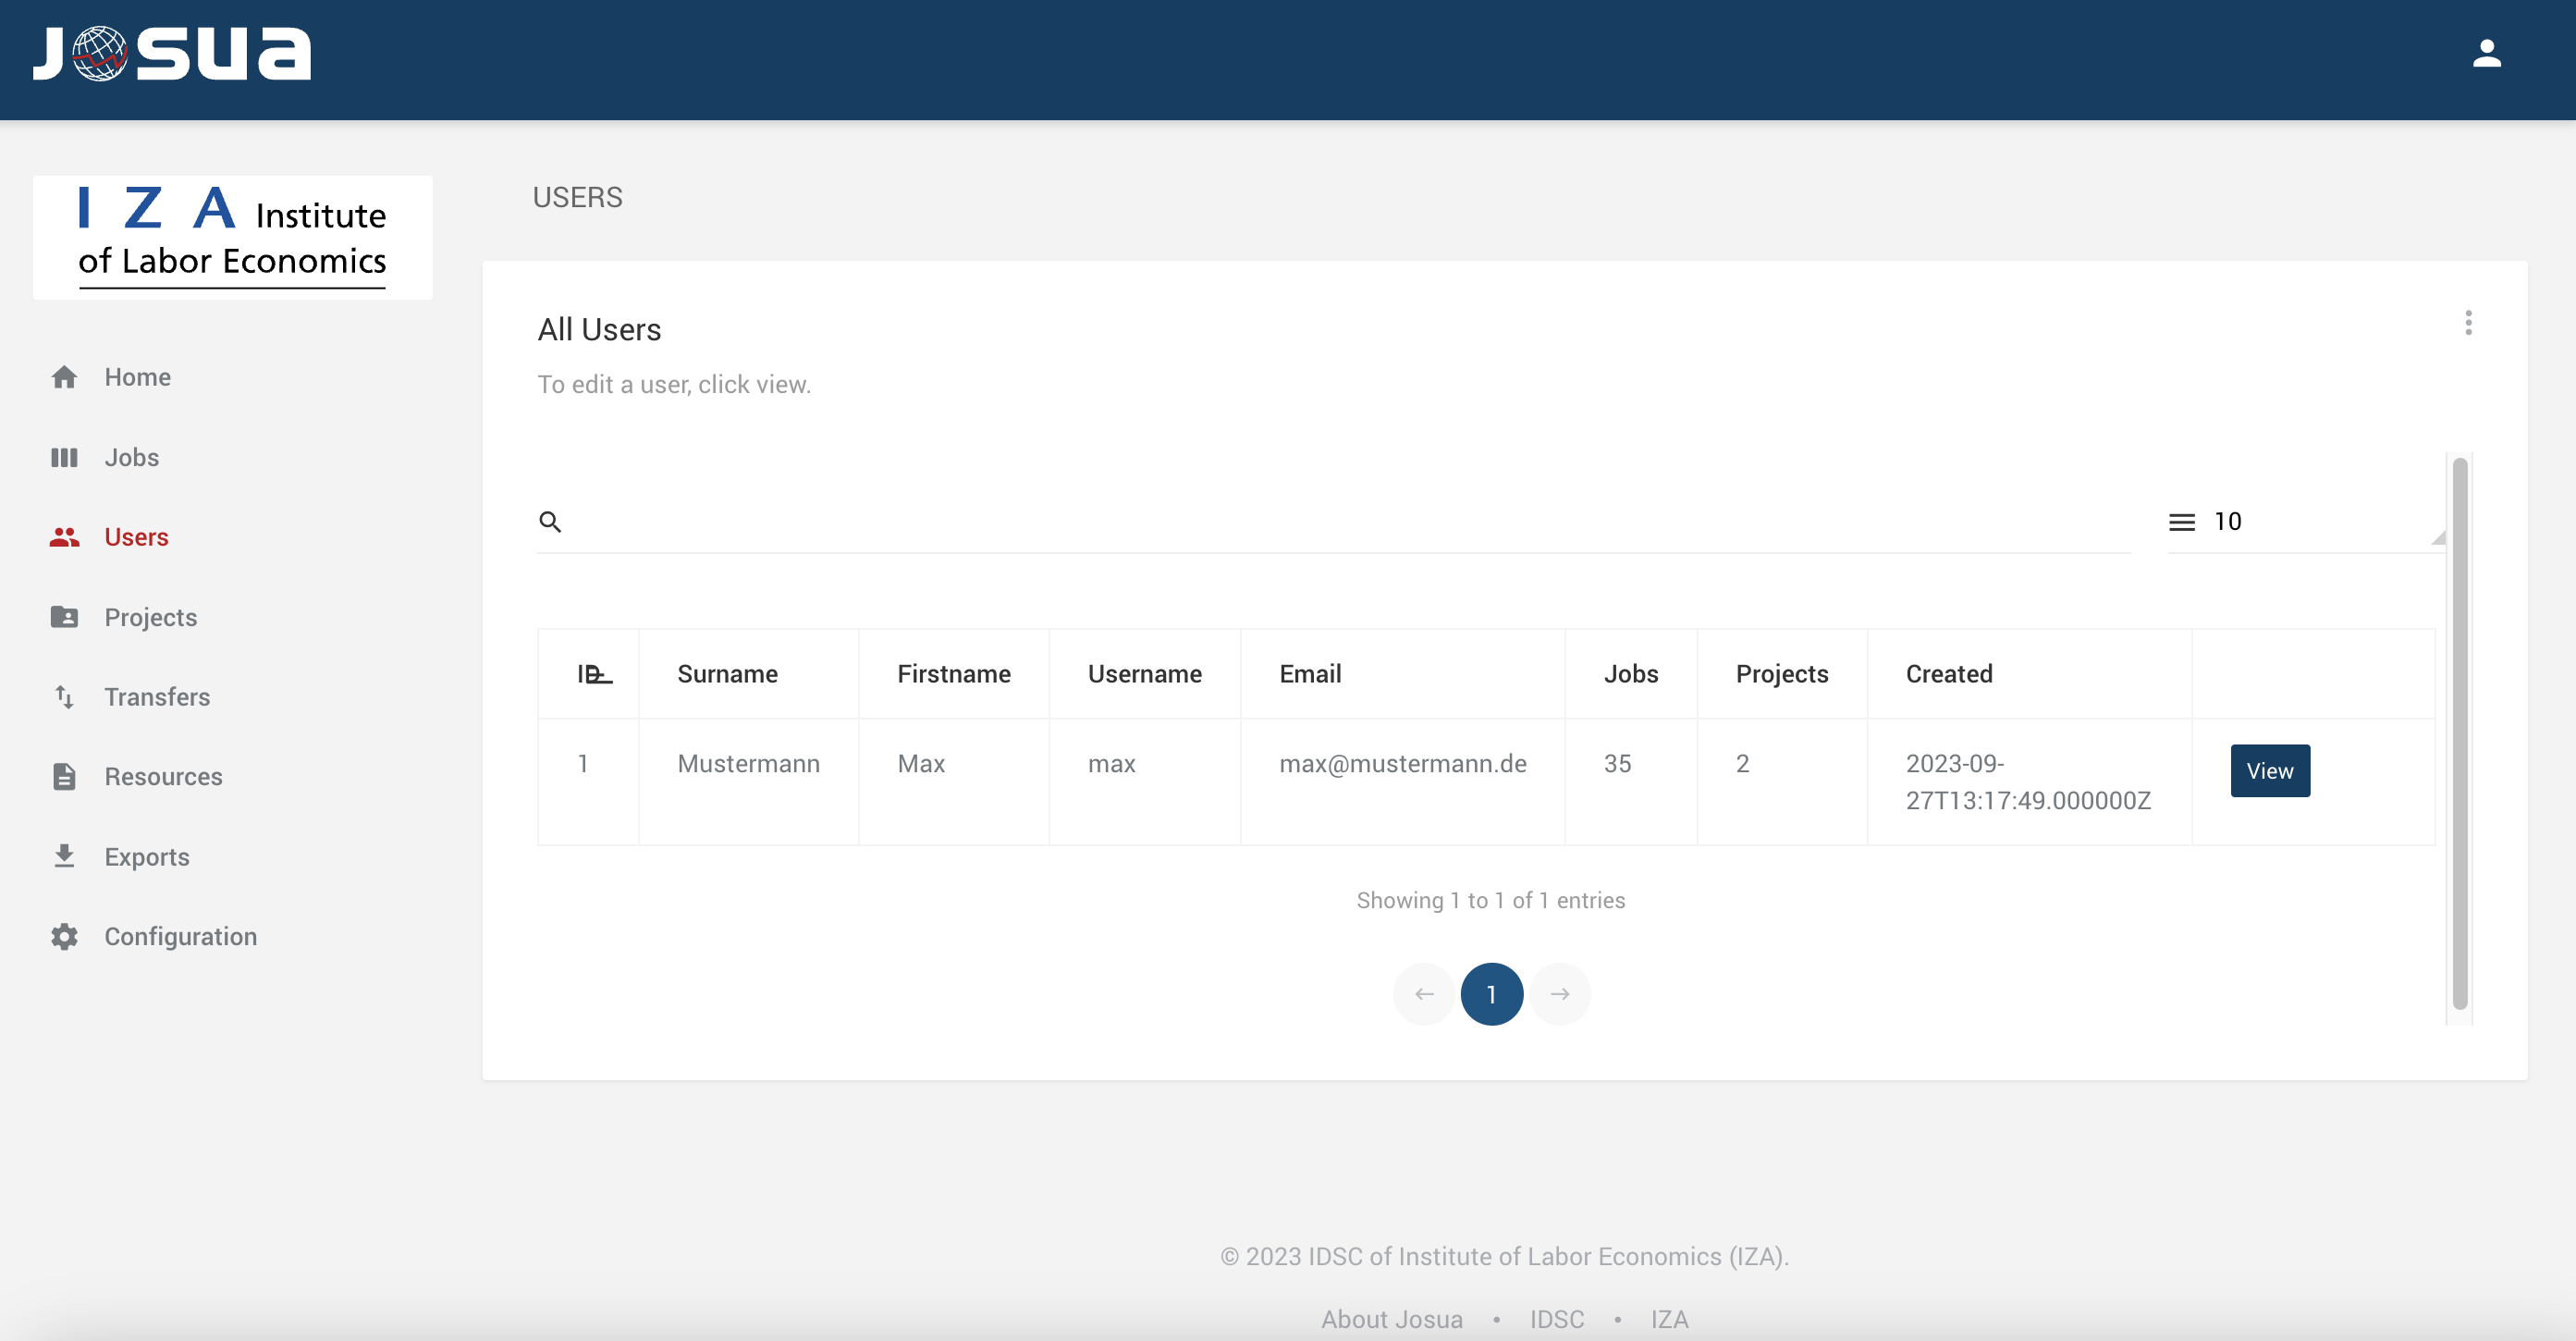 Josua
IZA Institute
of Labor Economics
Home
Jobs
Users
Projects
Transfers
Resources
Exports
Configuration
USERS
All Users
To edit a user, click view.
10
ID Surname Firstname Username Email Jobs Projects Created
1 Mustermann Max max max@mustermann.de 35 2 2023-09-
27T13:17:49.000000Z
View
Showing 1 to 1 of 1 entries
← 1 →
© 2023 IDSC of Institute of Labor Economics (IZA).
About Josua • IDSC • IZA